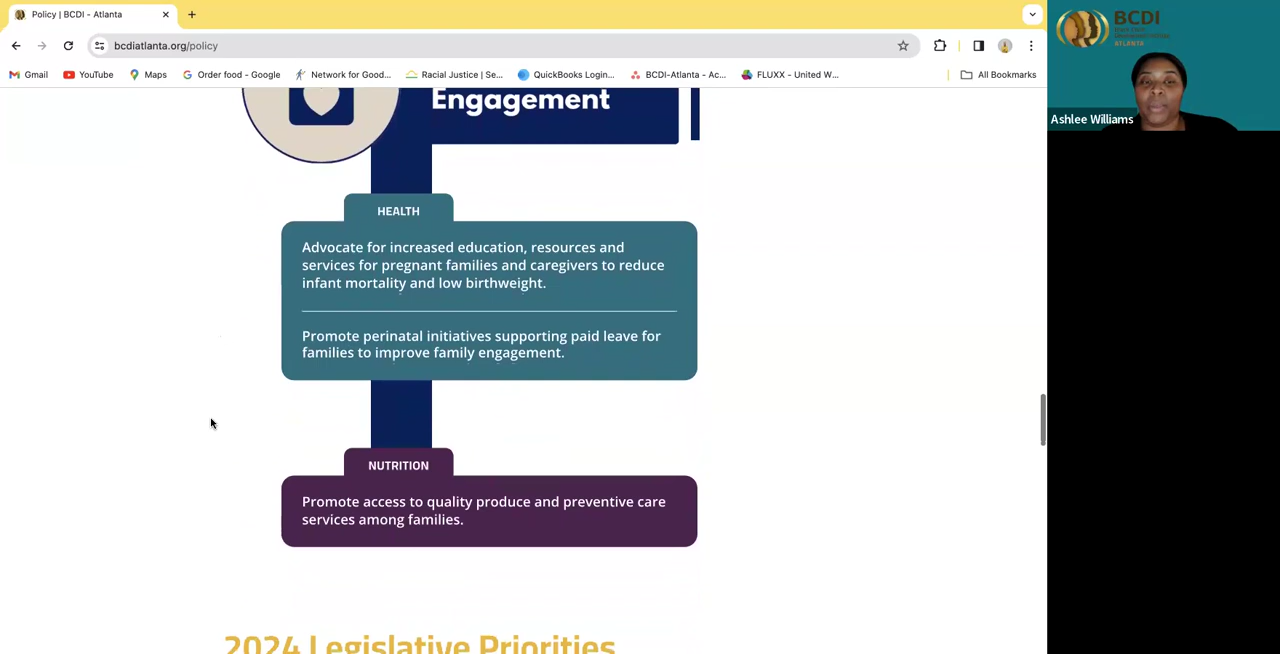 Policy | BCDI - Atlanta
bcdiatlanta.org/policy
Gmail
YouTube
Maps
Order food - Google
Network for Good...
Racial Justice | Se...
QuickBooks Login...
BCDI-Atlanta - Ac...
FLUXX - United W...
All Bookmarks
BCDI
ATLANTA
Ashlee Williams
Engagement
HEALTH
Advocate for increased education, resources and
services for pregnant families and caregivers to reduce
infant mortality and low birthweight.
Promote perinatal initiatives supporting paid leave for
families to improve family engagement.
NUTRITION
Promote access to quality produce and preventive care
services among families.
2024 Legislative Priorities